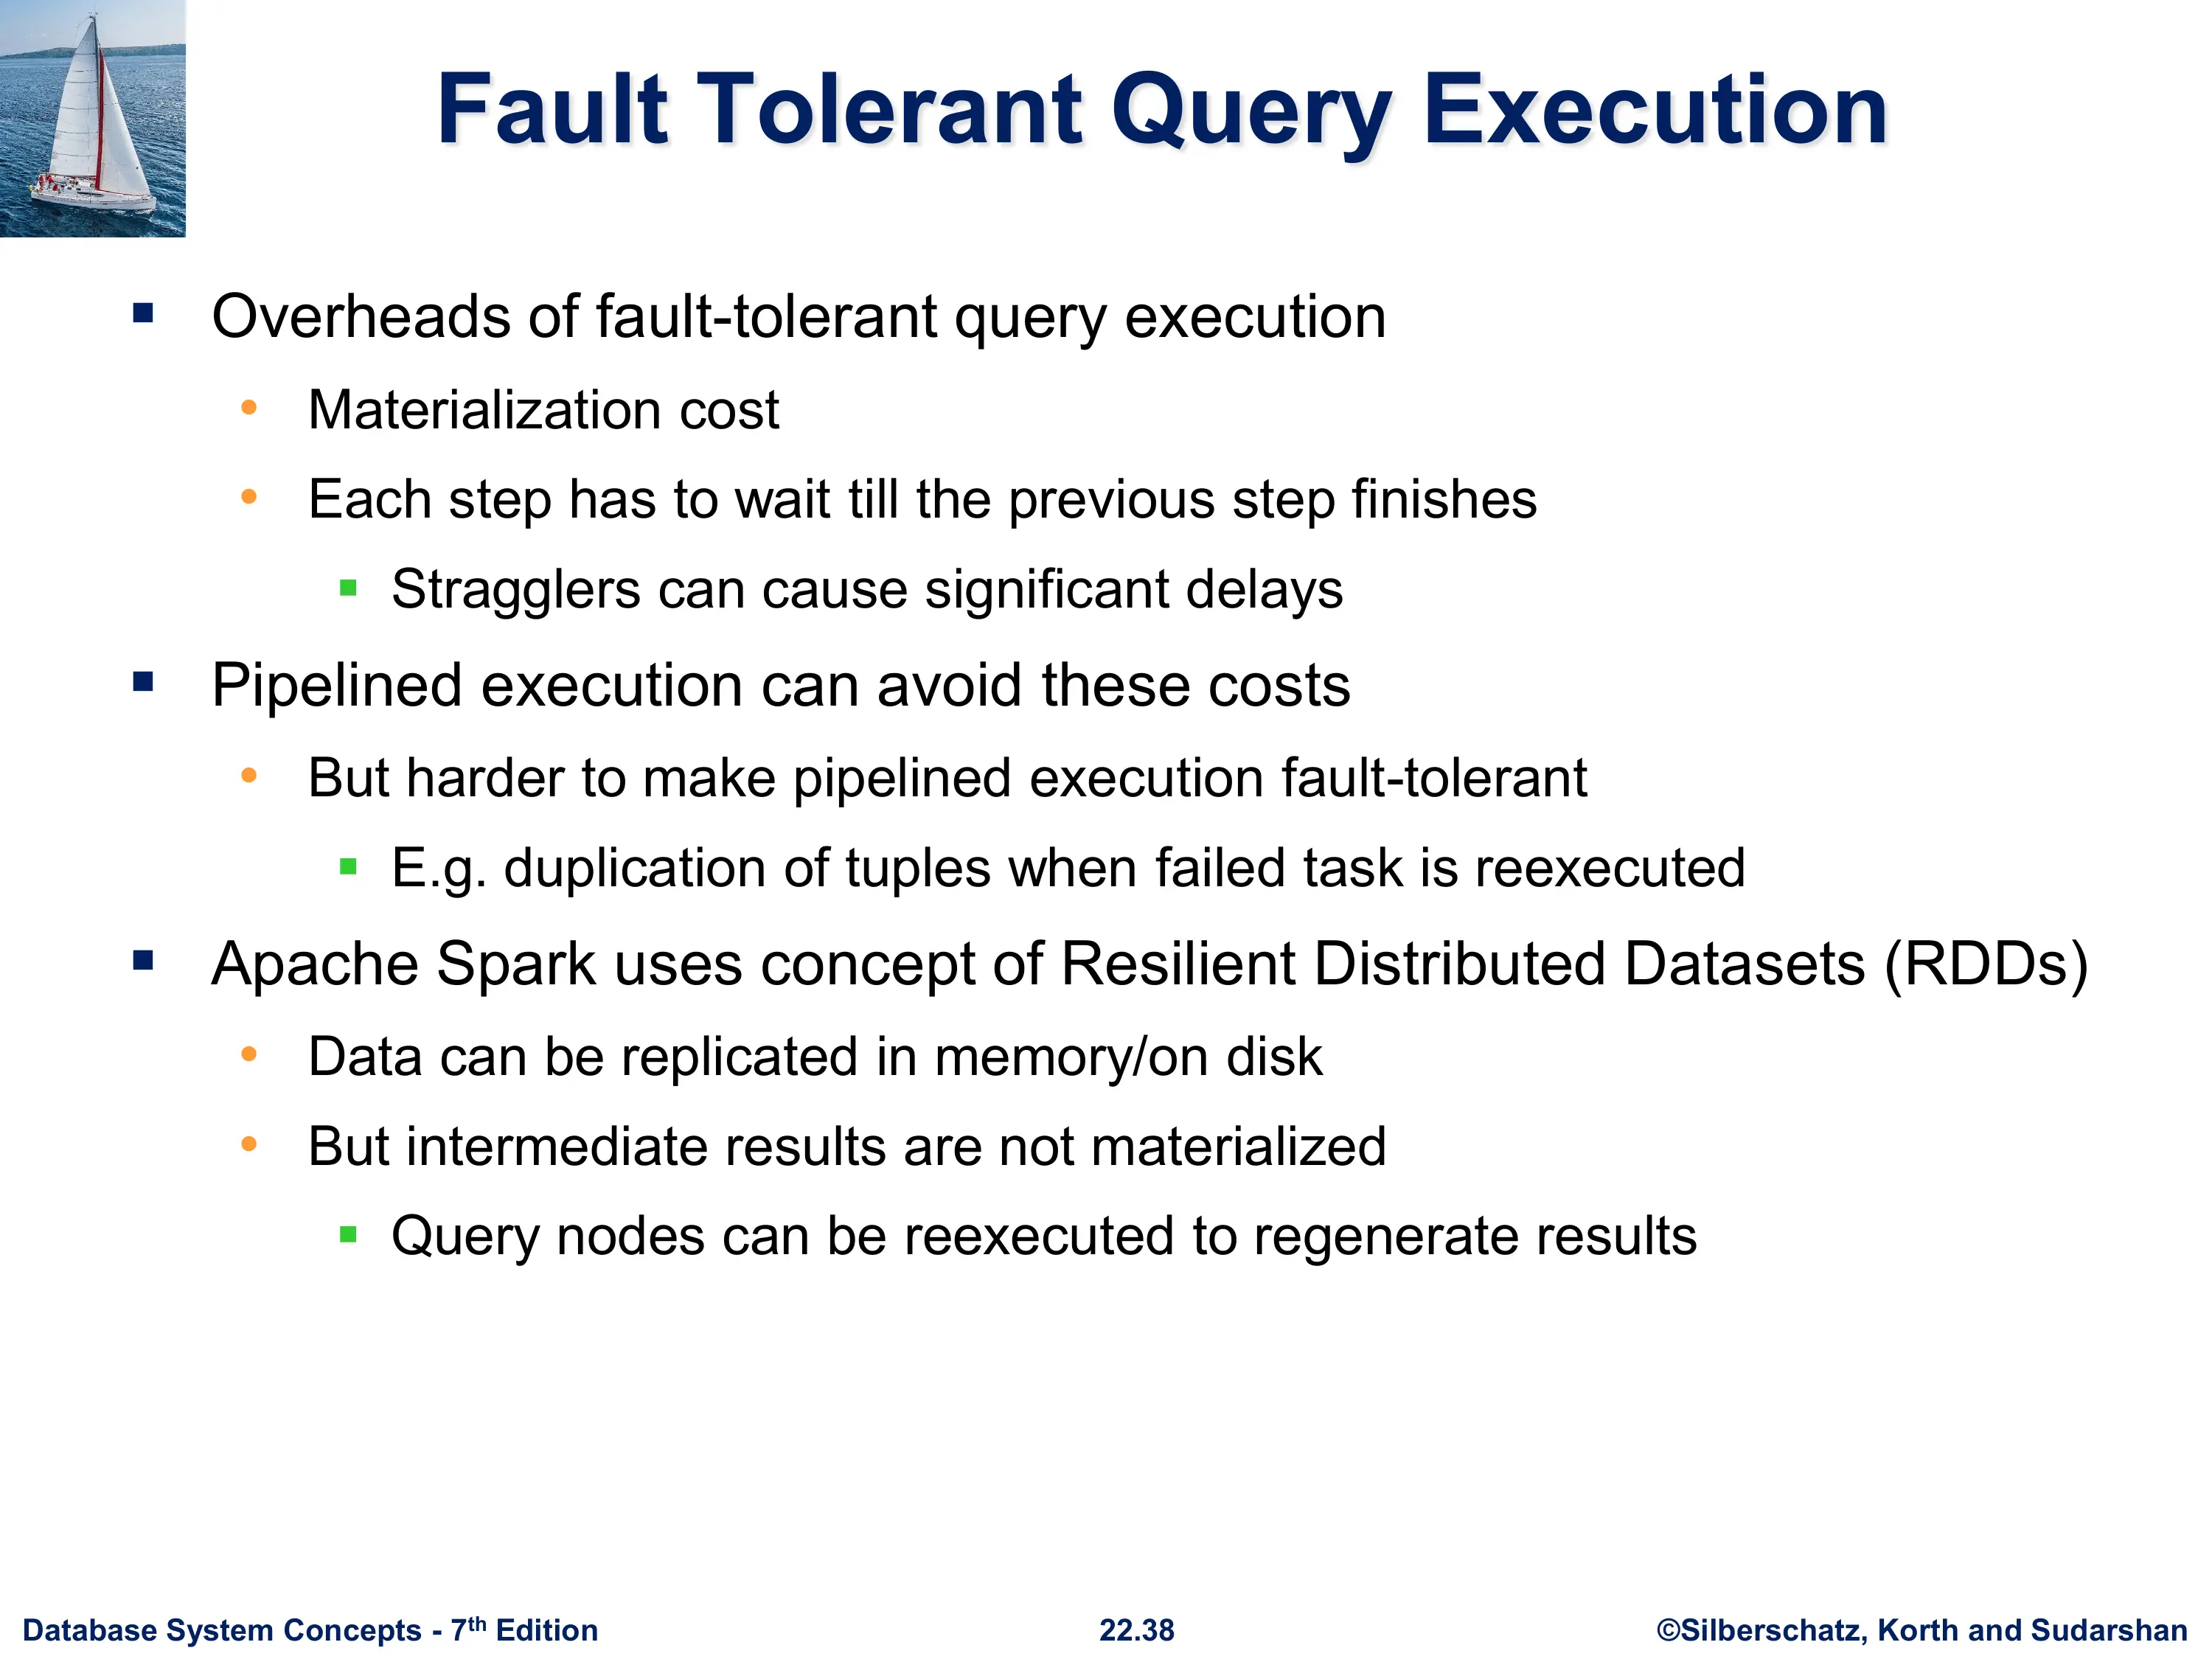 Fault Tolerant Query Execution
▪ Overheads of fault-tolerant query execution
• Materialization cost
• Each step has to wait till the previous step finishes
▪ Stragglers can cause significant delays
▪ Pipelined execution can avoid these costs
• But harder to make pipelined execution fault-tolerant
▪ E.g. duplication of tuples when failed task is reexecuted
▪ Apache Spark uses concept of Resilient Distributed Datasets (RDDs)
• Data can be replicated in memory/on disk
• But intermediate results are not materialized
▪ Query nodes can be reexecuted to regenerate results
Database System Concepts - 7th Edition
22.38
©Silberschatz, Korth and Sudarshan